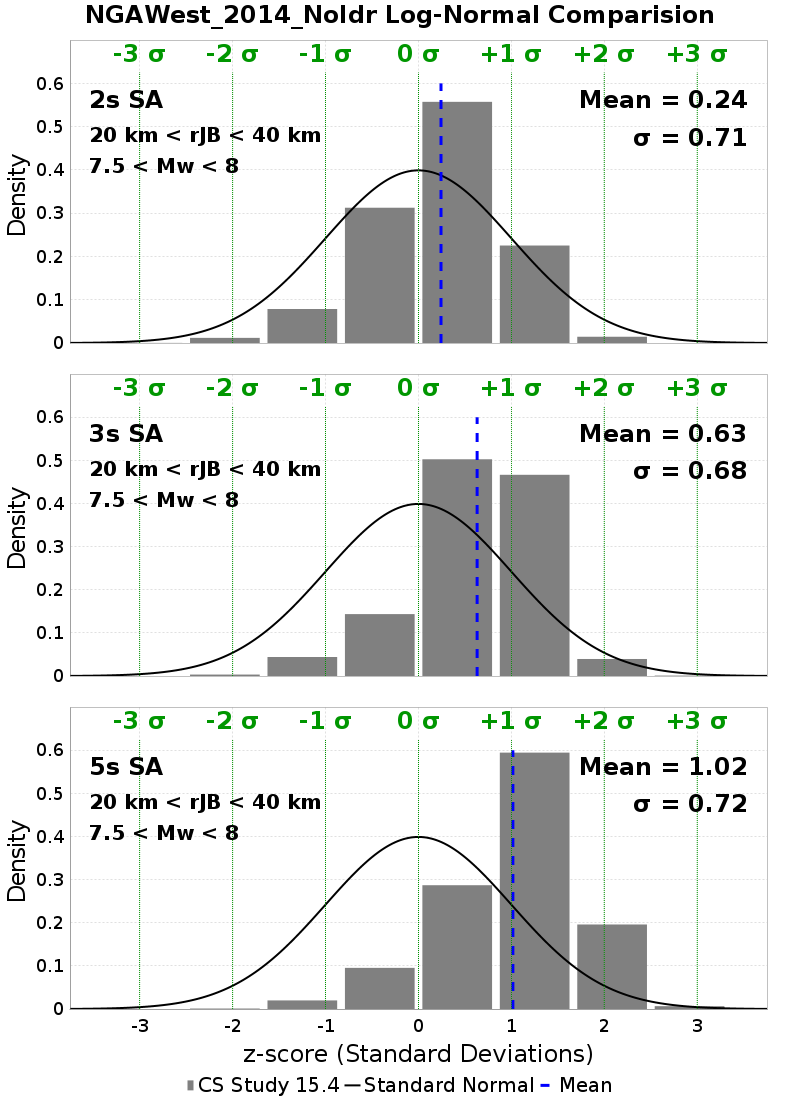 NGAWest_2014_NoIdr Log-Normal Comparision
-3 σ -2 σ -1 σ 0 σ +1 σ +2 σ +3 σ
2s SA
Mean = 0.24
20 km < rJB < 40 km
σ = 0.71
7.5 < Mw < 8
Density
0.6
0.5
0.4
0.3
0.2
0.1
0
-3 σ -2 σ -1 σ 0 σ +1 σ +2 σ +3 σ
3s SA
Mean = 0.63
20 km < rJB < 40 km
σ = 0.68
7.5 < Mw < 8
Density
0.6
0.5
0.4
0.3
0.2
0.1
0
-3 σ -2 σ -1 σ 0 σ +1 σ +2 σ +3 σ
5s SA
Mean = 1.02
20 km < rJB < 40 km
σ = 0.72
7.5 < Mw < 8
Density
0.6
0.5
0.4
0.3
0.2
0.1
0
-3 -2 -1 0 1 2 3
z-score (Standard Deviations)
CS Study 15.4 Standard Normal Mean